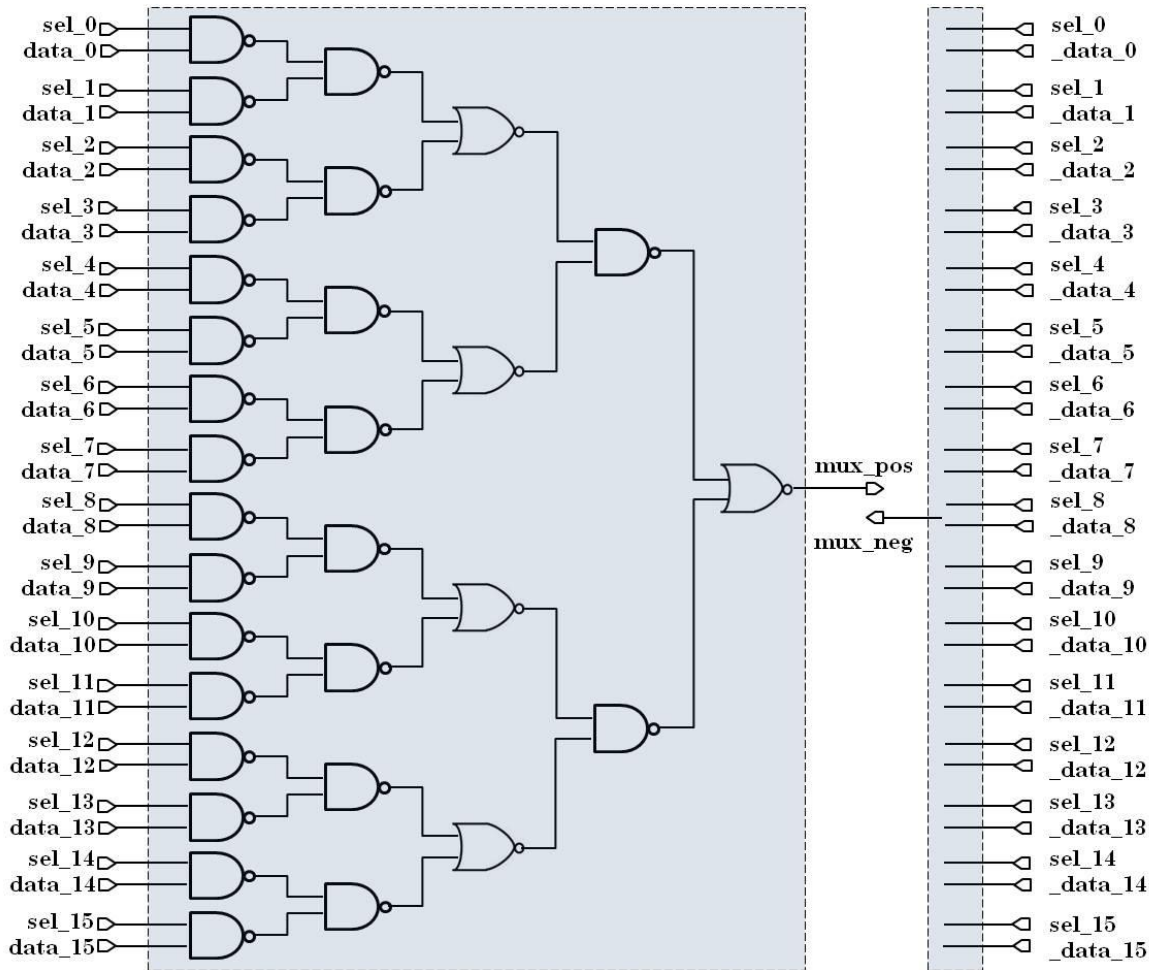 sel_0
data_0
sel_1
data_1
sel_2
data_2
sel_3
data_3
sel_4
data_4
sel_5
data_5
sel_6
data_6
sel_7
data_7
sel_8
data_8
sel_9
data_9
sel_10
data_10
sel_11
data_11
sel_12
data_12
sel_13
data_13
sel_14
data_14
sel_15
data_15
mux_pos
mux_neg
sel_0
_data_0
sel_1
_data_1
sel_2
_data_2
sel_3
_data_3
sel_4
_data_4
sel_5
_data_5
sel_6
_data_6
sel_7
_data_7
sel_8
_data_8
sel_9
_data_9
sel_10
_data_10
sel_11
_data_11
sel_12
_data_12
sel_13
_data_13
sel_14
_data_14
sel_15
_data_15